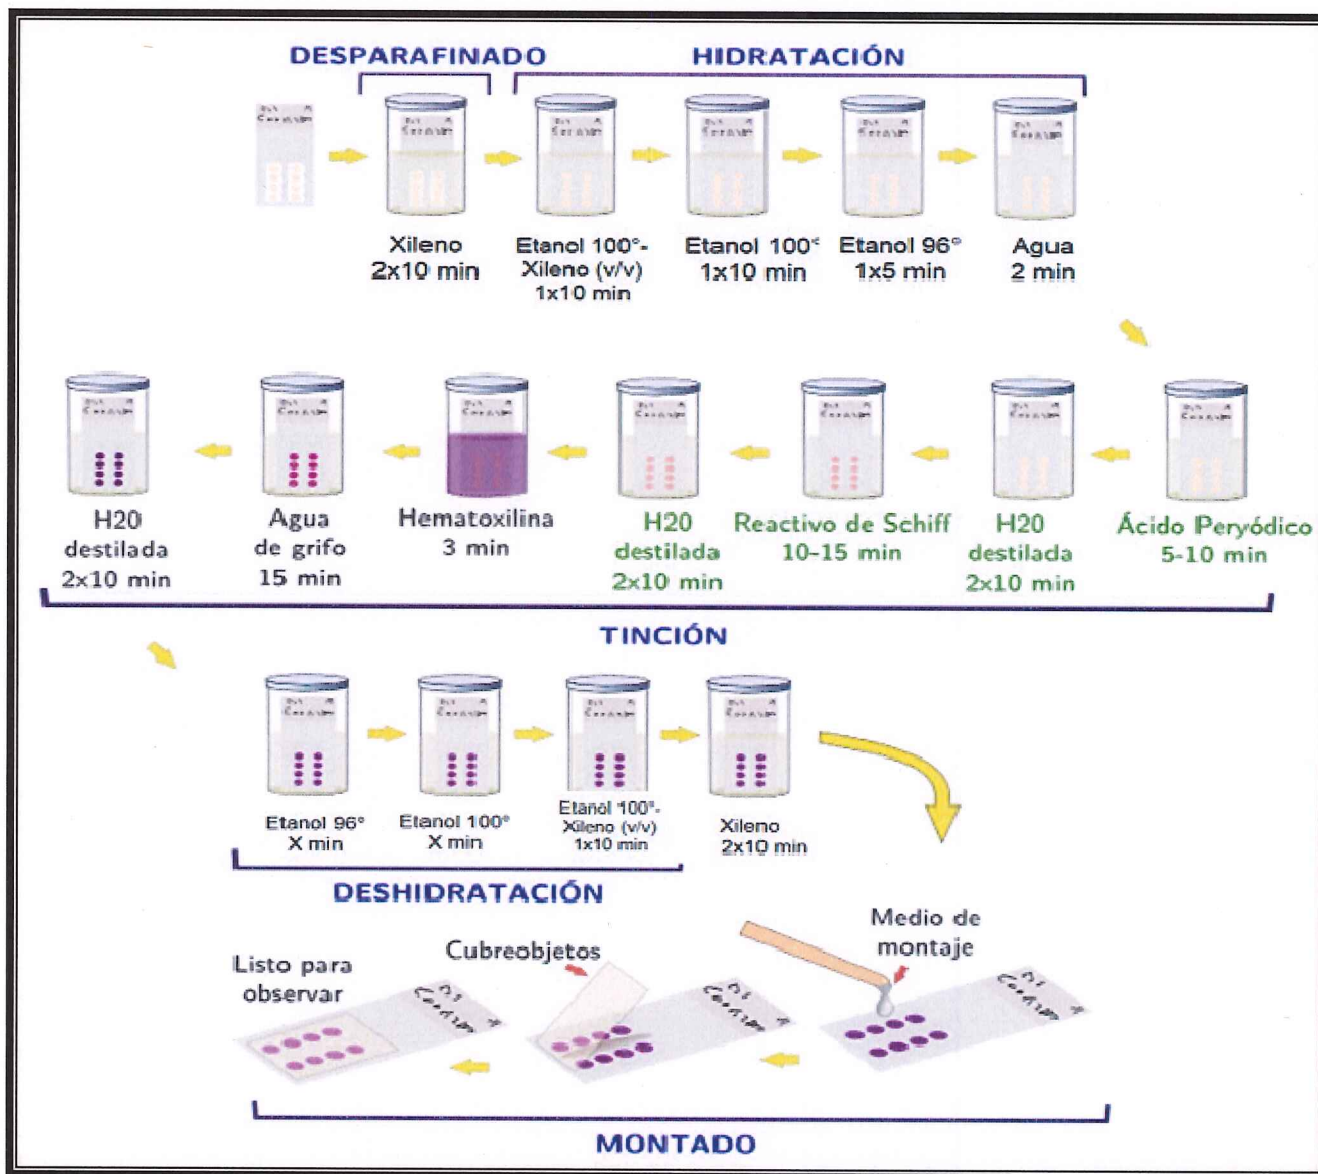 DESPARAFINADO
HIDRATACIÓN
Xileno
2x10 min
Etanol 100°-
Xileno (v/v)
1x10 min
Etanol 100°
1x10 min
Etanol 96°
1x5 min
Agua
2 min
H20
destilada
2x10 min
Agua
de grifo
15 min
Hematoxilina
3 min
H20
destilada
2x10 min
Reactivo de Schiff
10-15 min
H20
destilada
2x10 min
Ácido Peryódico
5-10 min
TINCIÓN
Etanol 96°
X min
Etanol 100°
X min
Etanol 100°-
Xileno (v/v)
1x10 min
Xileno
2x10 min
DESHIDRATACIÓN
Listo para
observar
Cubreobjetos
Medio de
montaje
MONTADO